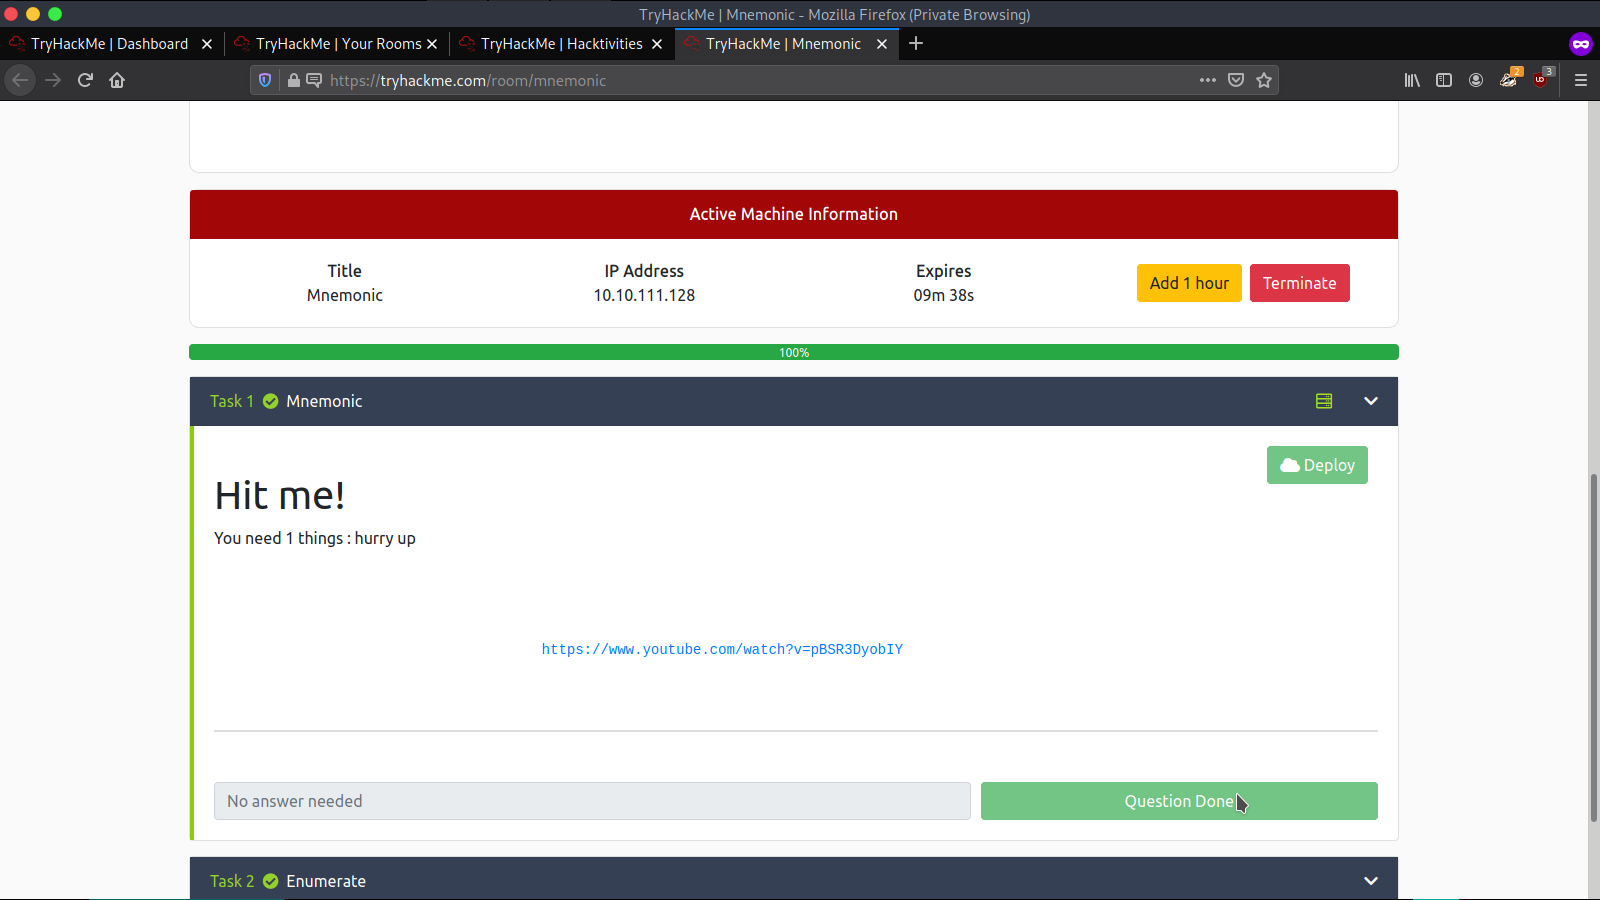 TryHackMe | Mnemonic - Mozilla Firefox (Private Browsing)
TryHackMe | Dashboard
TryHackMe | Your Rooms
TryHackMe | Hacktivities
TryHackMe | Mnemonic
https://tryhackme.com/room/mnemonic
2
3
Active Machine Information
Title
IP Address
Expires
Mnemonic
10.10.111.128
09m 38s
Add 1 hour
Terminate
100%
Task 1 Mnemonic
Deploy
Hit me!
You need 1 things : hurry up
https://www.youtube.com/watch?v=pBSR3DyobIY
No answer needed
Question Done
Task 2 Enumerate